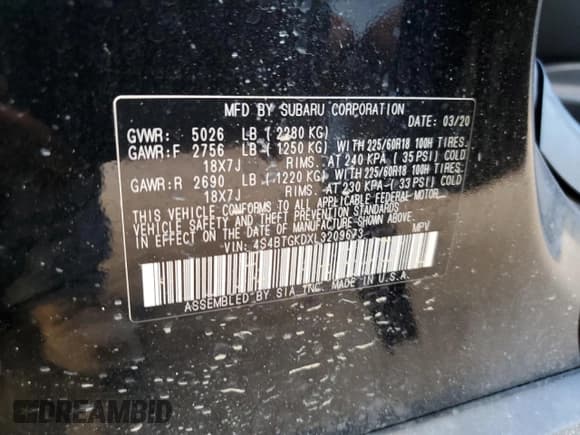 MFD BY SUBARU CORPORATION
DATE: 03/20
GVWR: 5026 LB ( 2280 KG)
GAWR:F 2756 LB ( 1250 KG) WITH 225/60R18 100H TIRES.
18X7J RIMS. AT 240 KPA ( 35 PSI) COLD
GAWR:R 2690 LB ( 1220 KG) WITH 225/60R18 100H TIRES.
18X7J RIMS. AT 230 KPA ( 33 PSI) COLD
THIS VEHICLE CONFORMS TO ALL APPLICABLE FEDERAL MOTOR
VEHICLE SAFETY, BUMPER, AND THEFT PREVENTION STANDARDS
IN EFFECT ON THE DATE OF MANUFACTURE SHOWN ABOVE.
VIN: 4S4BTGKDXL3209673 MPV
ASSEMBLED BY SIA INC. MADE IN U.S.A.
DREAMBID